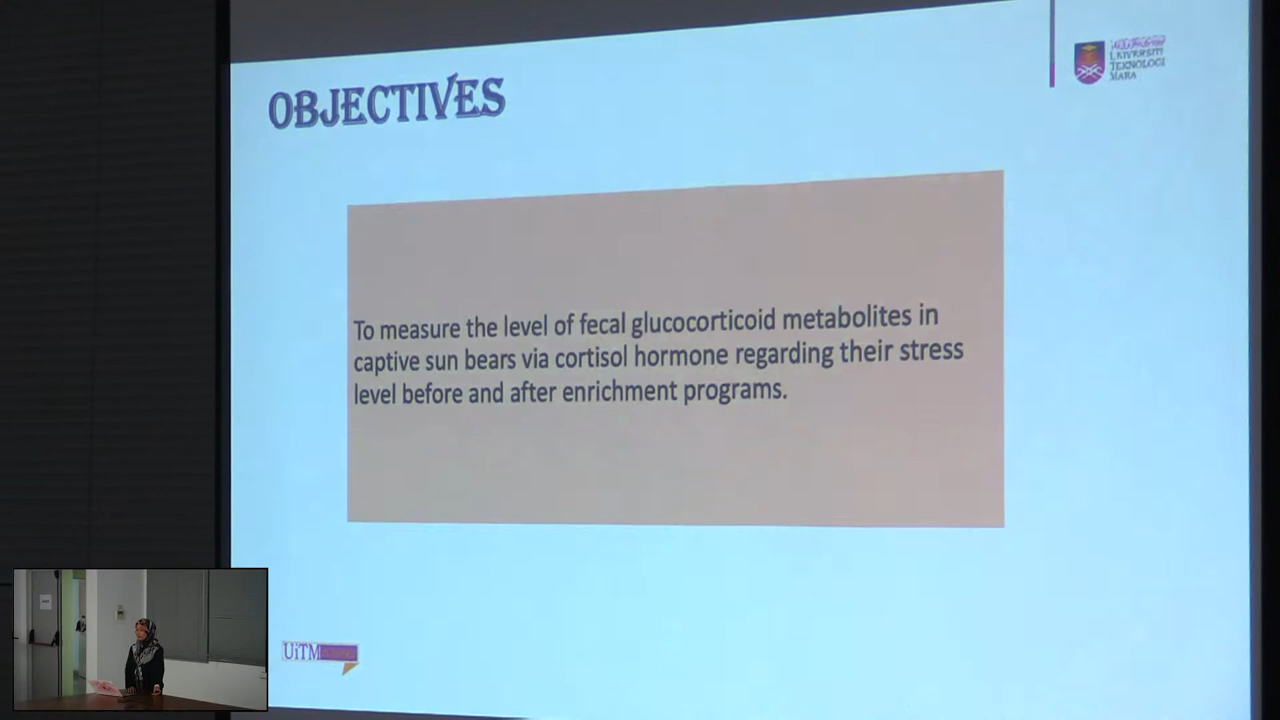 OBJECTIVES
UNIVERSITI
TEKNOLOGI
MARA
To measure the level of fecal glucocorticoid metabolites in
captive sun bears via cortisol hormone regarding their stress
level before and after enrichment programs.
UiTM